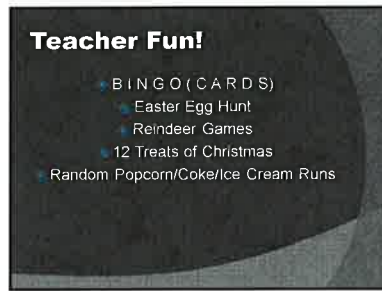 Teacher Fun!
B I N G O ( C A R D S)
Easter Egg Hunt
Reindeer Games
12 Treats of Christmas
Random Popcorn/Coke/Ice Cream Runs